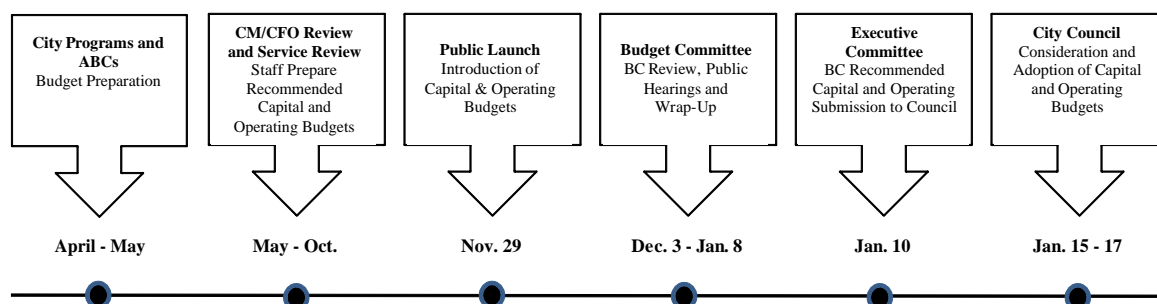 City Programs and
ABCs
Budget Preparation
CM/CFO Review
and Service Review
Staff Prepare
Recommended
Capital and
Operating Budgets
Public Launch
Introduction of
Capital & Operating
Budgets
Budget Committee
BC Review, Public
Hearings and
Wrap-Up
Executive
Committee
BC Recommended
Capital and Operating
Submission to Council
City Council
Consideration and
Adoption of Capital
and Operating
Budgets
April - May
May - Oct.
Nov. 29
Dec. 3 - Jan. 8
Jan. 10
Jan. 15 - 17